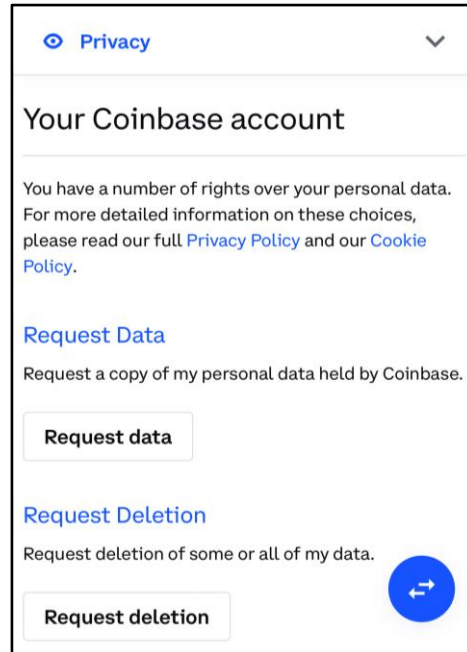 Privacy
Your Coinbase account
You have a number of rights over your personal data.
For more detailed information on these choices,
please read our full Privacy Policy and our Cookie
Policy.
Request Data
Request a copy of my personal data held by Coinbase.
Request data
Request Deletion
Request deletion of some or all of my data.
Request deletion